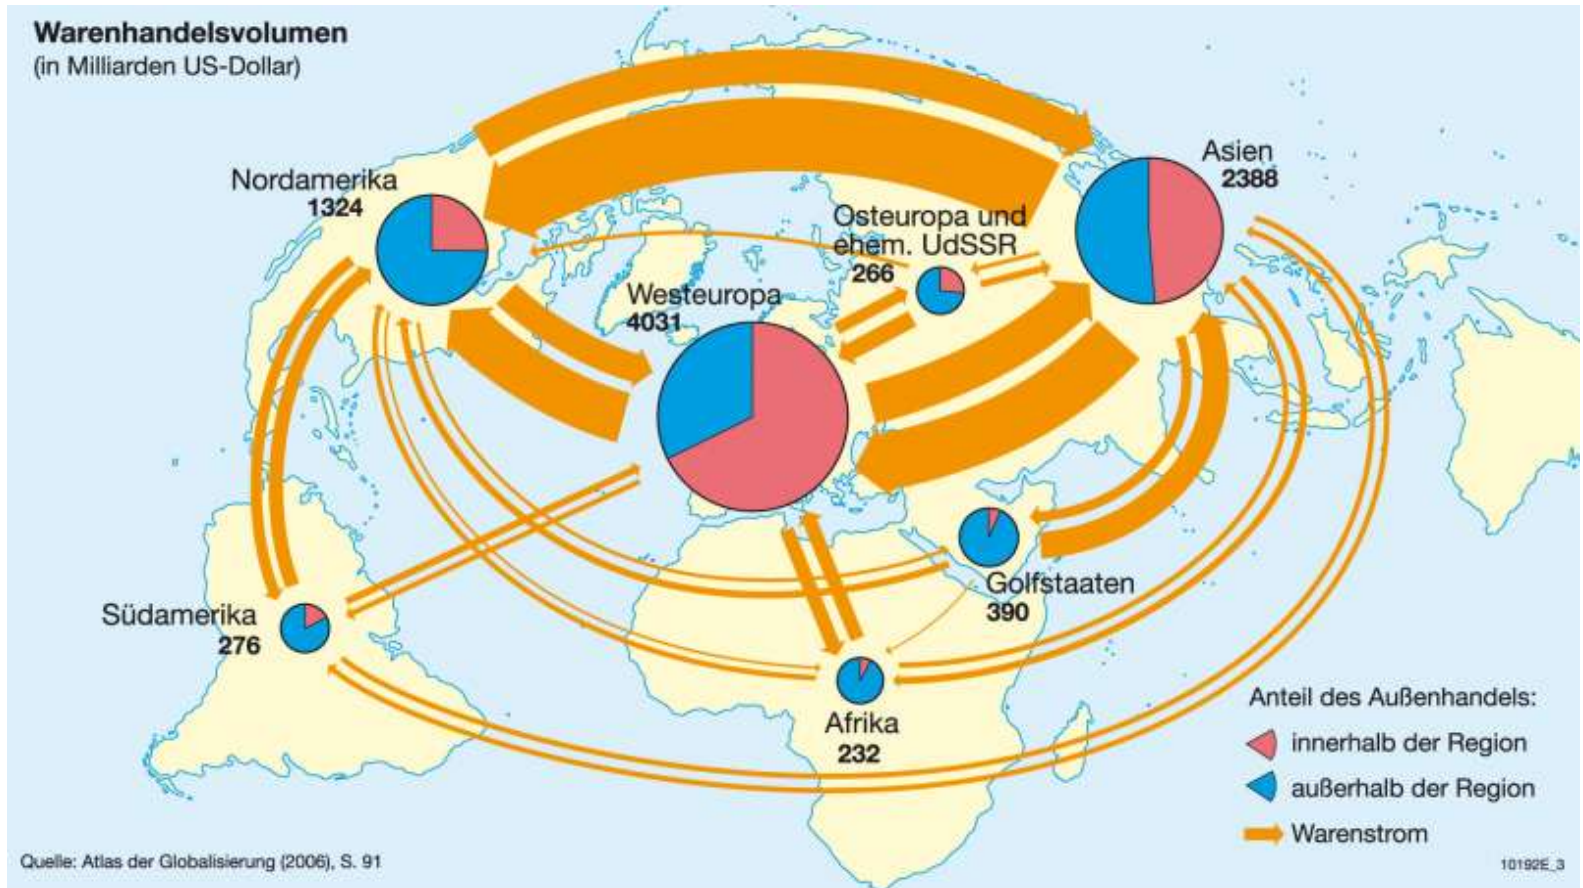 Warenhandelsvolumen
(in Milliarden US-Dollar)
Nordamerika
1324
Asien
2388
Osteuropa und
ehem. UdSSR
266
Westeuropa
4031
Südamerika
276
Golfstaaten
390
Afrika
232
Anteil des Außenhandels:
innerhalb der Region
außerhalb der Region
Warenstrom
Quelle: Atlas der Globalisierung (2006), S. 91
10192E_3